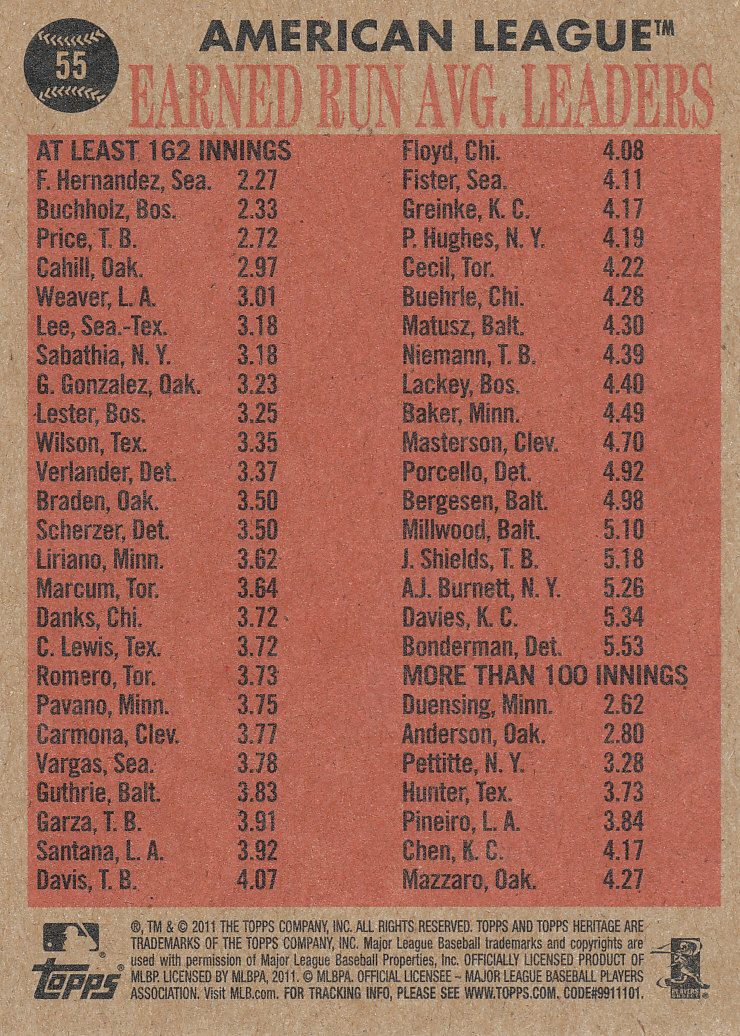 55
AMERICAN LEAGUE™
EARNED RUN AVG. LEADERS
AT LEAST 162 INNINGS
F. Hernandez, Sea. 2.27
Buchholz, Bos. 2.33
Price, T. B. 2.72
Cahill, Oak. 2.97
Weaver, L. A. 3.01
Lee, Sea.-Tex. 3.18
Sabathia, N. Y. 3.18
G. Gonzalez, Oak. 3.23
Lester, Bos. 3.25
Wilson, Tex. 3.35
Verlander, Det. 3.37
Braden, Oak. 3.50
Scherzer, Det. 3.50
Liriano, Minn. 3.62
Marcum, Tor. 3.64
Danks, Chi. 3.72
C. Lewis, Tex. 3.72
Romero, Tor. 3.73
Pavano, Minn. 3.75
Carmona, Clev. 3.77
Vargas, Sea. 3.78
Guthrie, Balt. 3.83
Garza, T. B. 3.91
Santana, L. A. 3.92
Davis, T. B. 4.07
Floyd, Chi. 4.08
Fister, Sea. 4.11
Greinke, K. C. 4.17
P. Hughes, N. Y. 4.19
Cecil, Tor. 4.22
Buehrle, Chi. 4.28
Matusz, Balt. 4.30
Niemann, T. B. 4.39
Lackey, Bos. 4.40
Baker, Minn. 4.49
Masterson, Clev. 4.70
Porcello, Det. 4.92
Bergesen, Balt. 4.98
Millwood, Balt. 5.10
J. Shields, T. B. 5.18
A.J. Burnett, N. Y. 5.26
Davies, K. C. 5.34
Bonderman, Det. 5.53
MORE THAN 100 INNINGS
Duensing, Minn. 2.62
Anderson, Oak. 2.80
Pettitte, N. Y. 3.28
Hunter, Tex. 3.73
Pineiro, L. A. 3.84
Chen, K. C. 4.17
Mazzaro, Oak. 4.27
®, TM & © 2011 THE TOPPS COMPANY, INC. ALL RIGHTS RESERVED. TOPPS AND TOPPS HERITAGE ARE
TRADEMARKS OF THE TOPPS COMPANY, INC. Major League Baseball trademarks and copyrights are
used with permission of Major League Baseball Properties, Inc. OFFICIALLY LICENSED PRODUCT OF
MLBP. LICENSED BY MLBPA, 2011. © MLBPA. OFFICIAL LICENSEE – MAJOR LEAGUE BASEBALL PLAYERS
ASSOCIATION. Visit MLB.com. FOR TRACKING INFO, PLEASE SEE WWW.TOPPS.COM. CODE#9911101.
TOPPS®